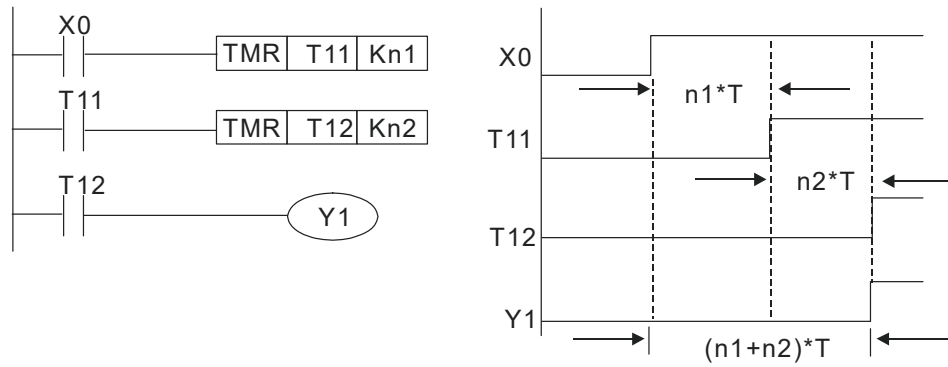 X0
TMR T11 Kn1
T11
TMR T12 Kn2
T12
Y1
X0
n1*T
T11
n2*T
T12
Y1
(n1+n2)*T